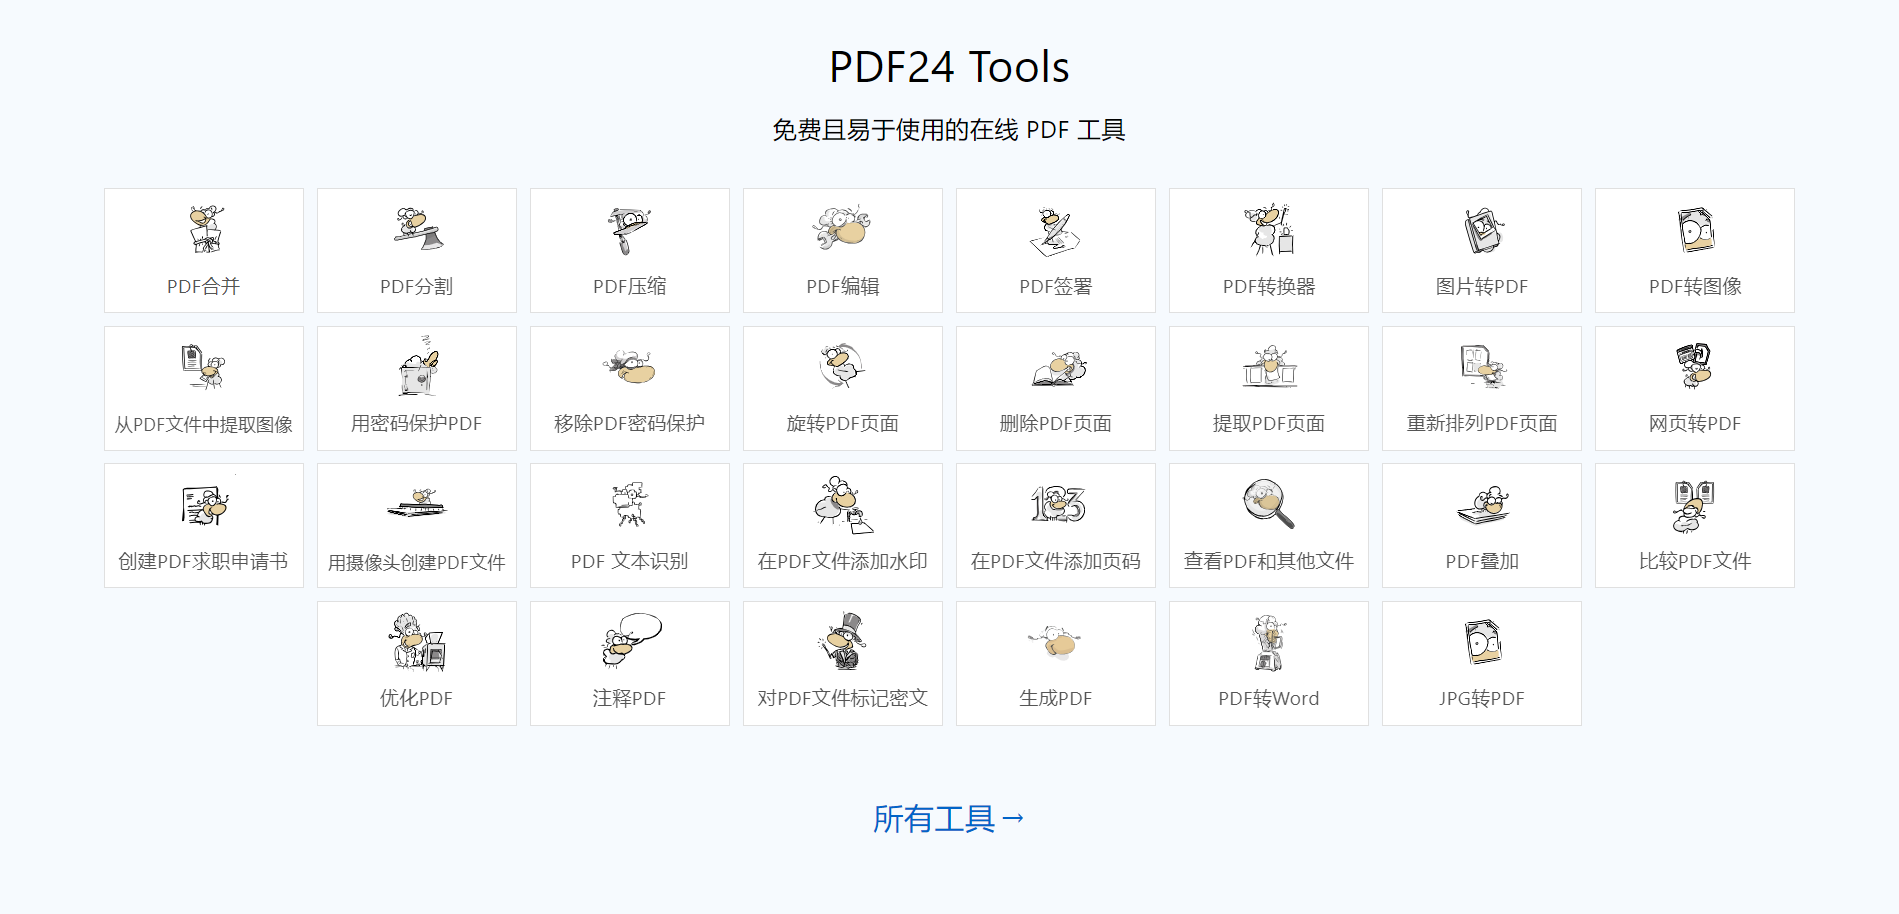 PDF24 Tools
免费且易于使用的在线 PDF 工具
PDF合并
PDF分割
PDF压缩
PDF编辑
PDF签署
PDF转换器
图片转PDF
PDF转图像
从PDF文件中提取图像
用密码保护PDF
移除PDF密码保护
旋转PDF页面
删除PDF页面
提取PDF页面
重新排列PDF页面
网页转PDF
创建PDF求职申请书
用摄像头创建PDF文件
PDF 文本识别
在PDF文件添加水印
123
在PDF文件添加页码
查看PDF和其他文件
PDF叠加
比较PDF文件
优化PDF
注释PDF
对PDF文件标记密文
生成PDF
PDF转Word
JPG转PDF
所有工具 →